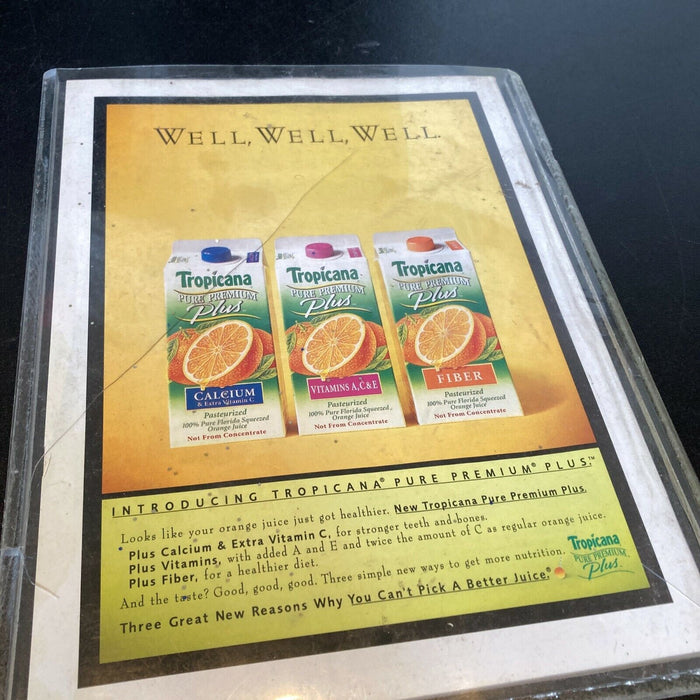 WELL, WELL, WELL.
Tropicana
PURE PREMIUM
Plus
CALCIUM
& Extra Vitamin C
Pasteurized
100% Pure Florida Squeezed
Orange Juice
Not From Concentrate
Tropicana
PURE PREMIUM
Plus
VITAMINS A,C&E
Pasteurized
100% Pure Florida Squeezed
Orange Juice
Not From Concentrate
Tropicana
PURE PREMIUM
Plus
FIBER
Pasteurized
100% Pure Florida Squeezed
Orange Juice
Not From Concentrate
INTRODUCING TROPICANA® PURE PREMIUM® PLUS.™
Looks like your orange juice just got healthier. New Tropicana Pure Premium Plus.
Plus Calcium & Extra Vitamin C, for stronger teeth and bones.
Plus Vitamins, with added A and E and twice the amount of C as regular orange juice.
Plus Fiber, for a healthier diet.
And the taste? Good, good, good. Three simple new ways to get more nutrition.
Three Great New Reasons Why You Can't Pick A Better Juice.®
Tropicana
PURE PREMIUM
Plus